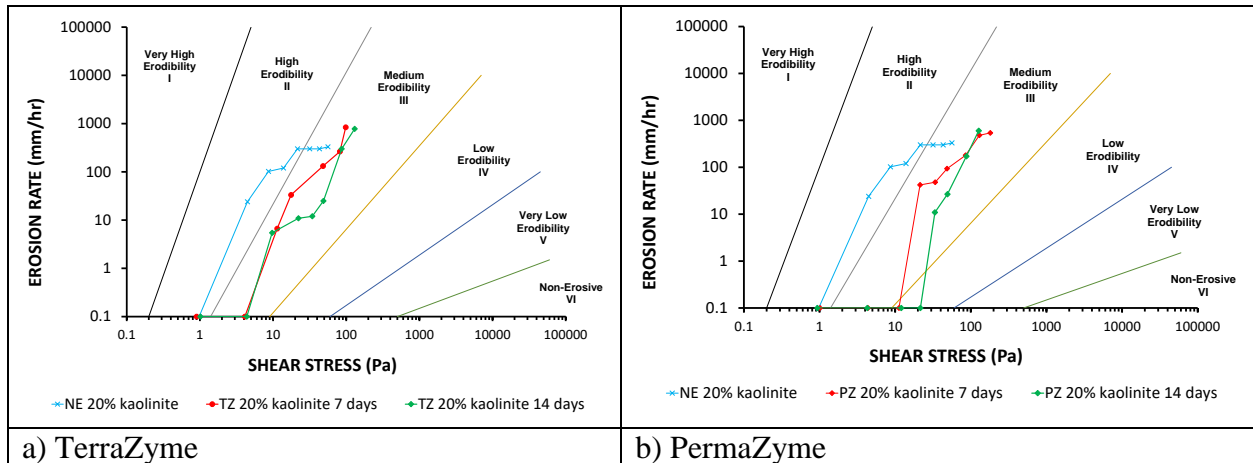 100000
10000
1000
100
10
1
0.1
EROSION RATE (mm/hr)
Very High
Erodibility
I
High
Erodibility
II
Medium
Erodibility
III
Low
Erodibility
IV
Very Low
Erodibility
V
Non-Erosive
VI
0.1 1 10 100 1000 10000 100000
SHEAR STRESS (Pa)
NE 20% kaolinite TZ 20% kaolinite 7 days TZ 20% kaolinite 14 days
a) TerraZyme
100000
10000
1000
100
10
1
0.1
EROSION RATE (mm/hr)
Very High
Erodibility
I
High
Erodibility
II
Medium
Erodibility
III
Low
Erodibility
IV
Very Low
Erodibility
V
Non-Erosive
VI
0.1 1 10 100 1000 10000 100000
SHEAR STRESS (Pa)
NE 20% kaolinite PZ 20% kaolinite 7 days PZ 20% kaolinite 14 days
b) PermaZyme